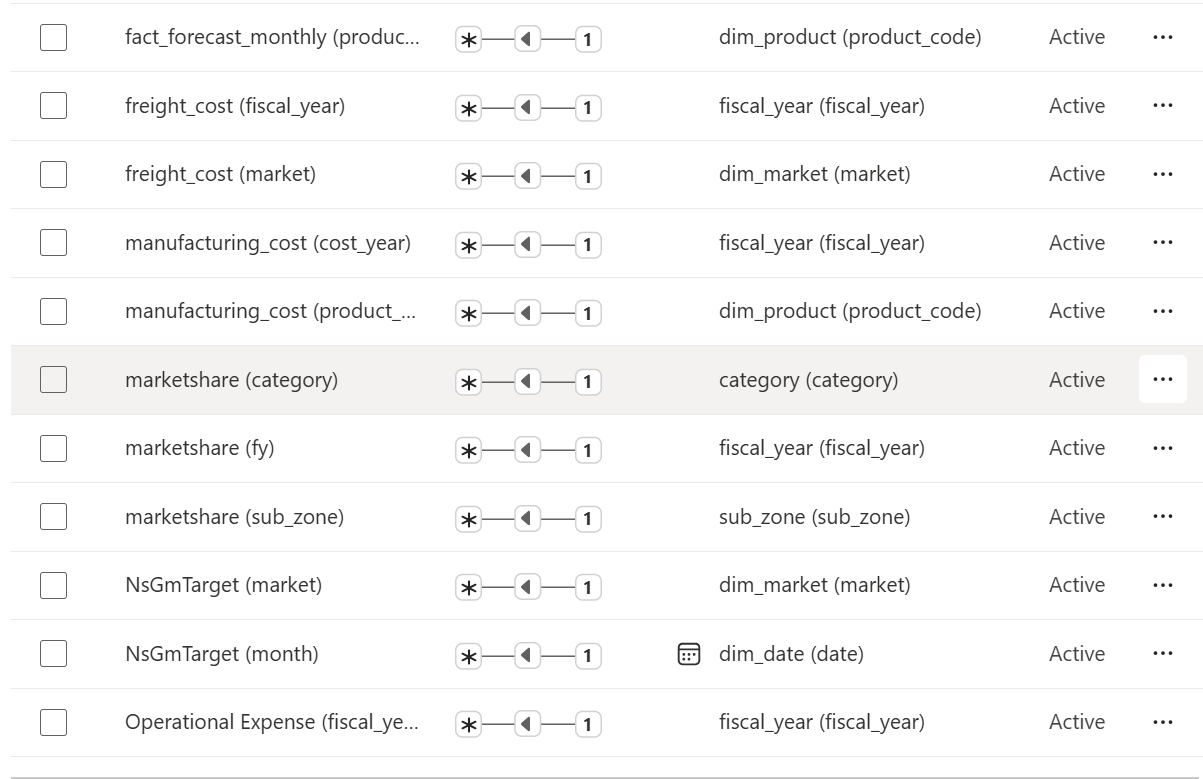 fact_forecast_monthly (produc... * 1 dim_product (product_code) Active ...
freight_cost (fiscal_year) * 1 fiscal_year (fiscal_year) Active ...
freight_cost (market) * 1 dim_market (market) Active ...
manufacturing_cost (cost_year) * 1 fiscal_year (fiscal_year) Active ...
manufacturing_cost (product_... * 1 dim_product (product_code) Active ...
marketshare (category) * 1 category (category) Active ...
marketshare (fy) * 1 fiscal_year (fiscal_year) Active ...
marketshare (sub_zone) * 1 sub_zone (sub_zone) Active ...
NsGmTarget (market) * 1 dim_market (market) Active ...
NsGmTarget (month) * 1 dim_date (date) Active ...
Operational Expense (fiscal_ye... * 1 fiscal_year (fiscal_year) Active ...